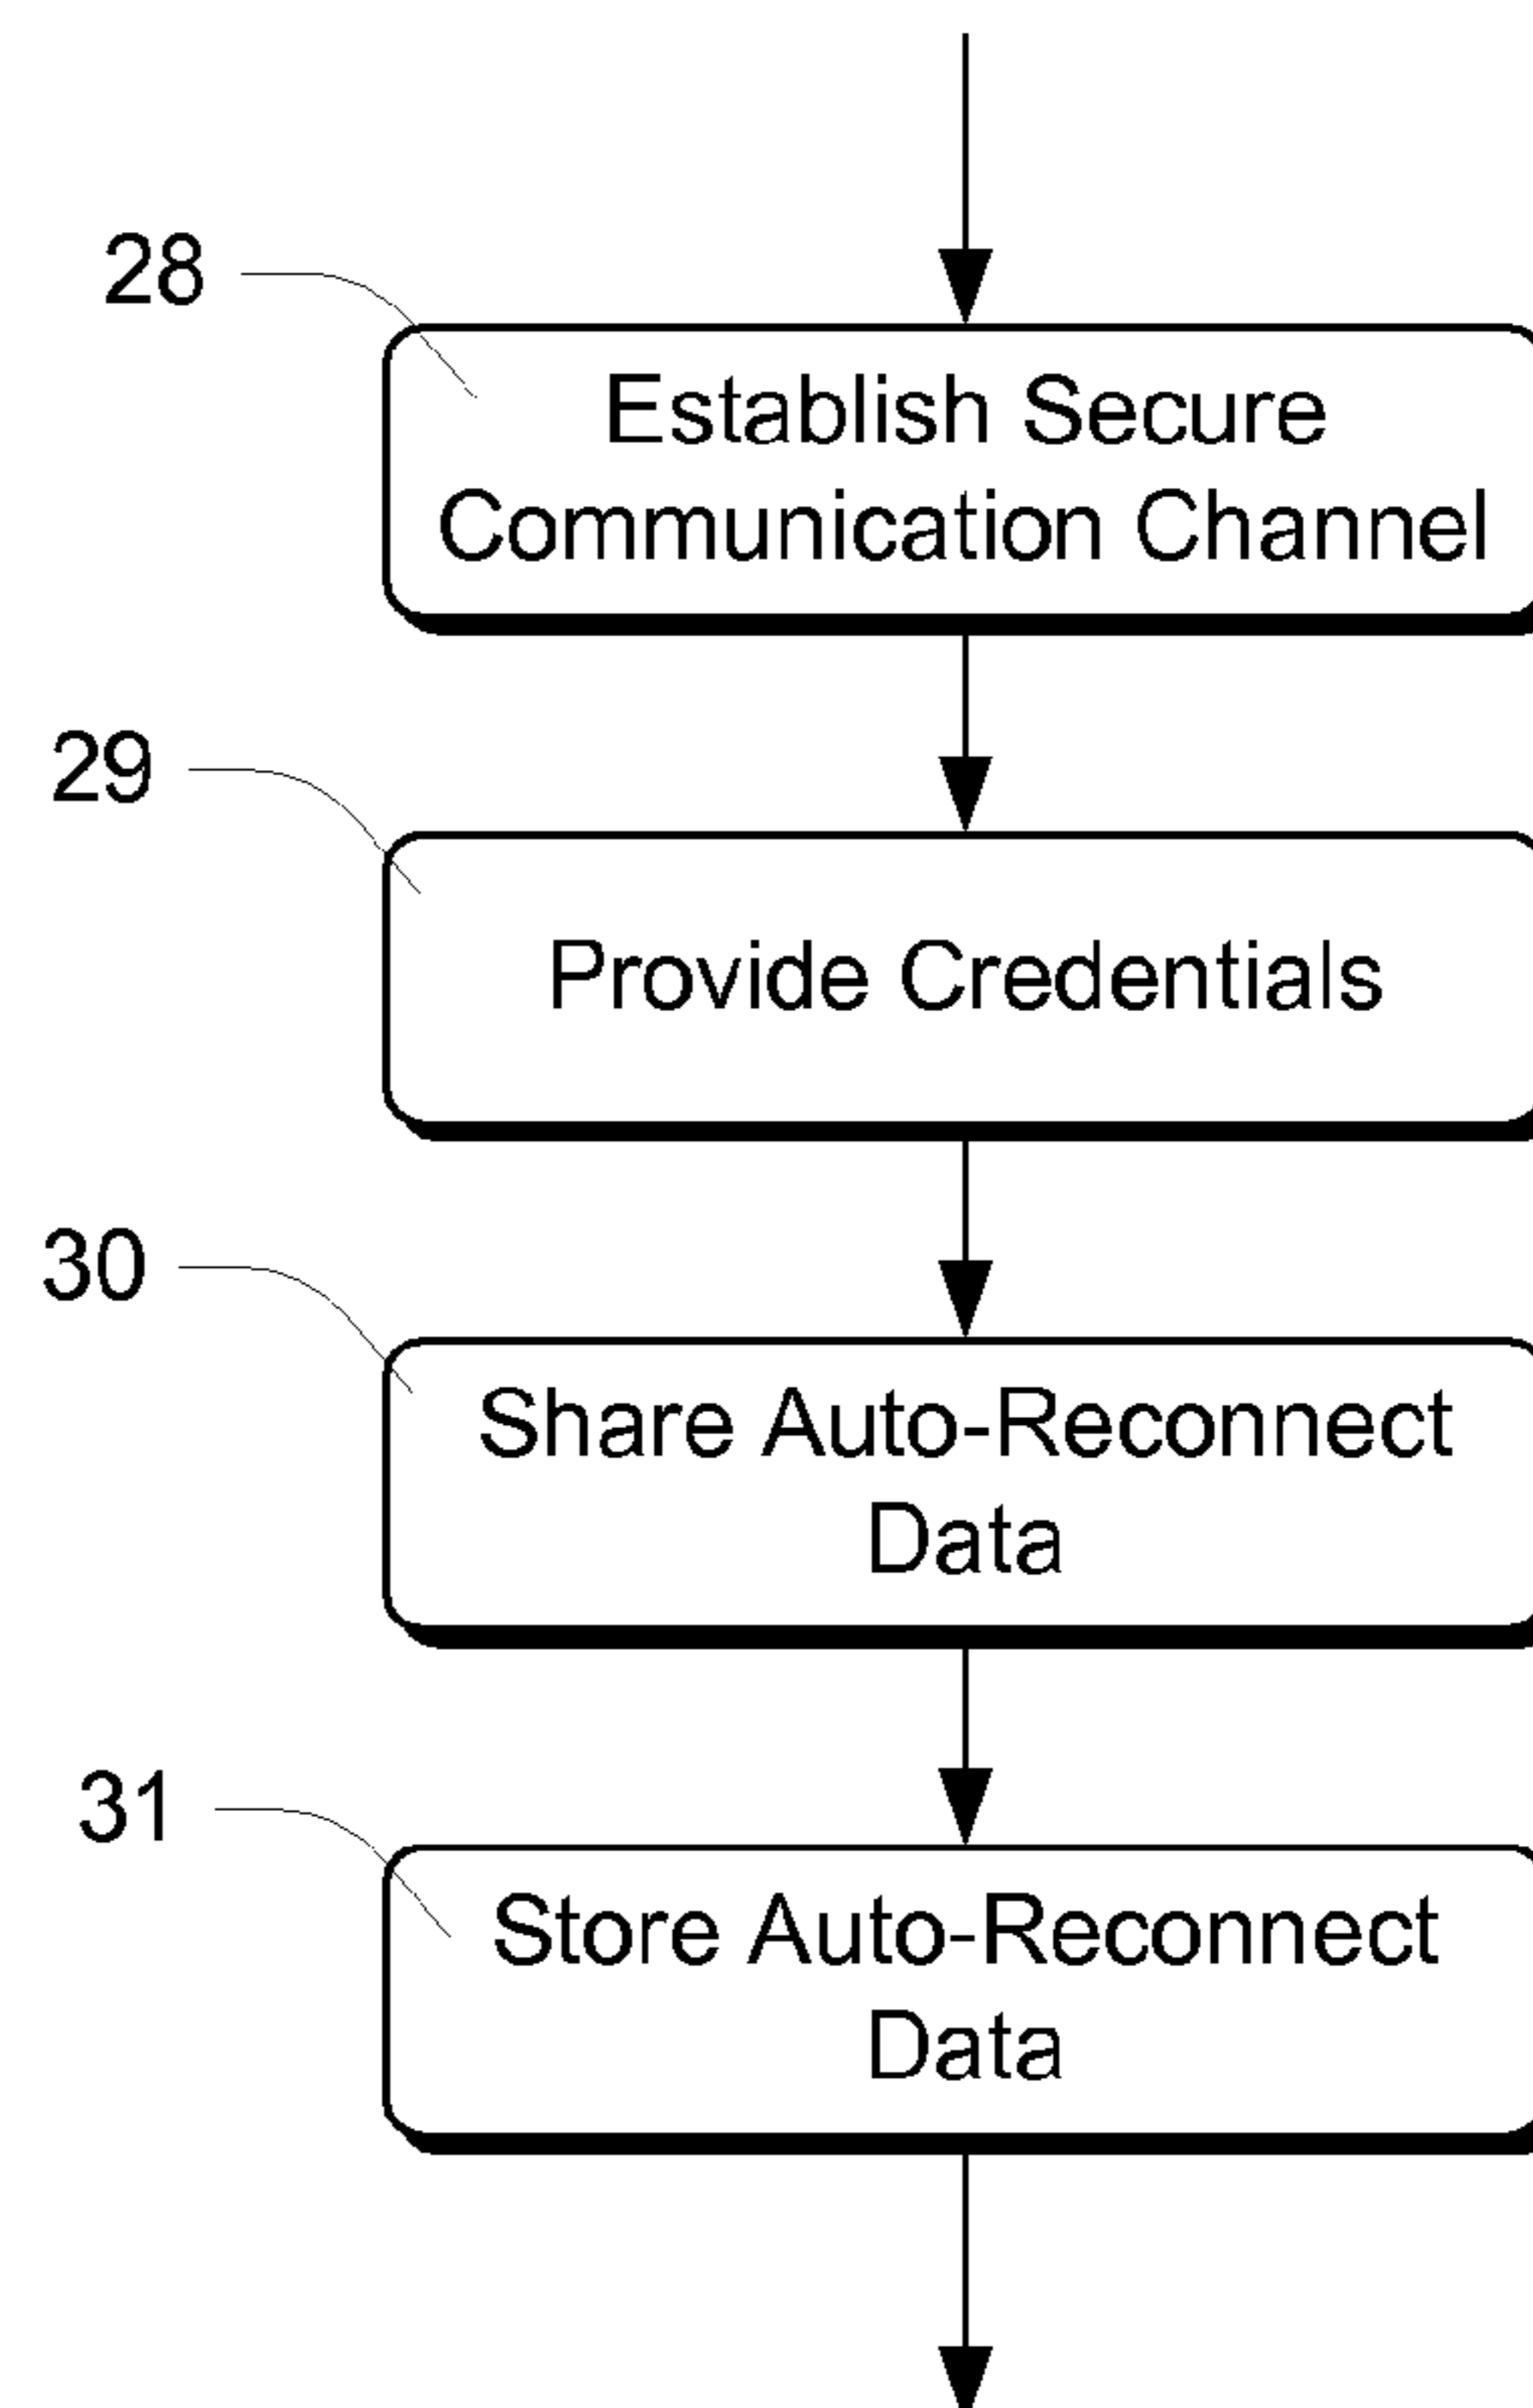 28
Establish Secure
Communication Channel
29
Provide Credentials
30
Share Auto-Reconnect
Data
31
Store Auto-Reconnect
Data